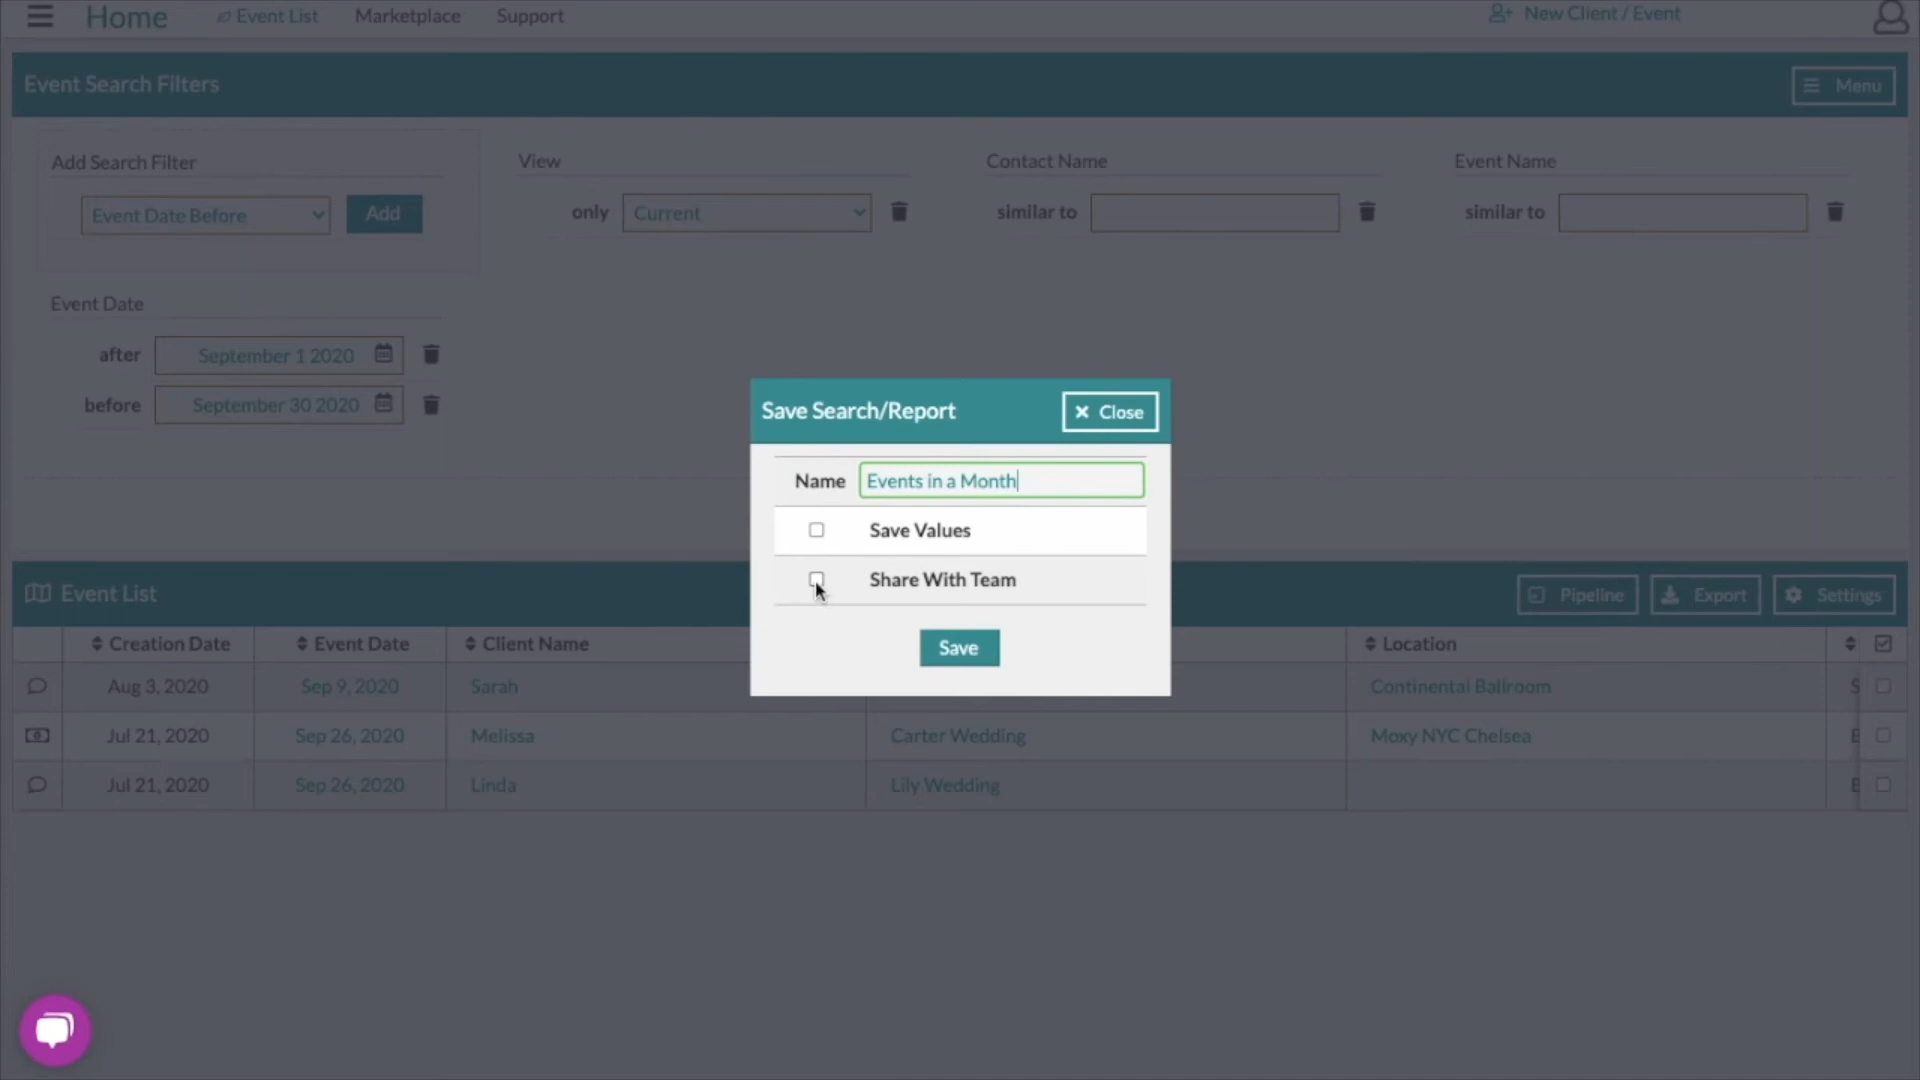 Home Event List Marketplace Support New Client / Event
Event Search Filters Menu
Add Search Filter
Event Date Before Add
View
only Current
Contact Name
similar to
Event Name
similar to
Event Date
after September 1 2020
before September 30 2020
Save Search/Report Close
Name Events in a Month
Save Values
Share With Team
Save
Event List Pipeline Export Settings
Creation Date Event Date Client Name Location
Aug 3, 2020 Sep 9, 2020 Sarah Continental Ballroom
Jul 21, 2020 Sep 26, 2020 Melissa Carter Wedding Moxy NYC Chelsea
Jul 21, 2020 Sep 26, 2020 Linda Lily Wedding